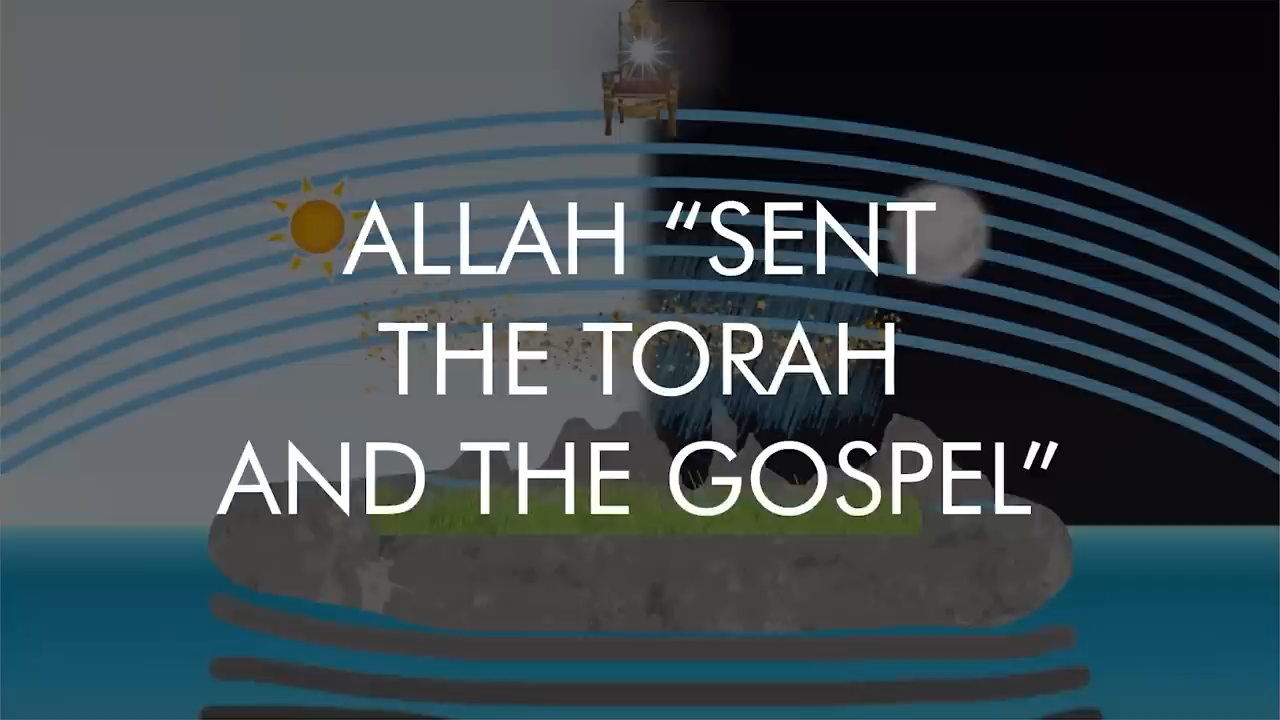 ALLAH “SENT
THE TORAH
AND THE GOSPEL”